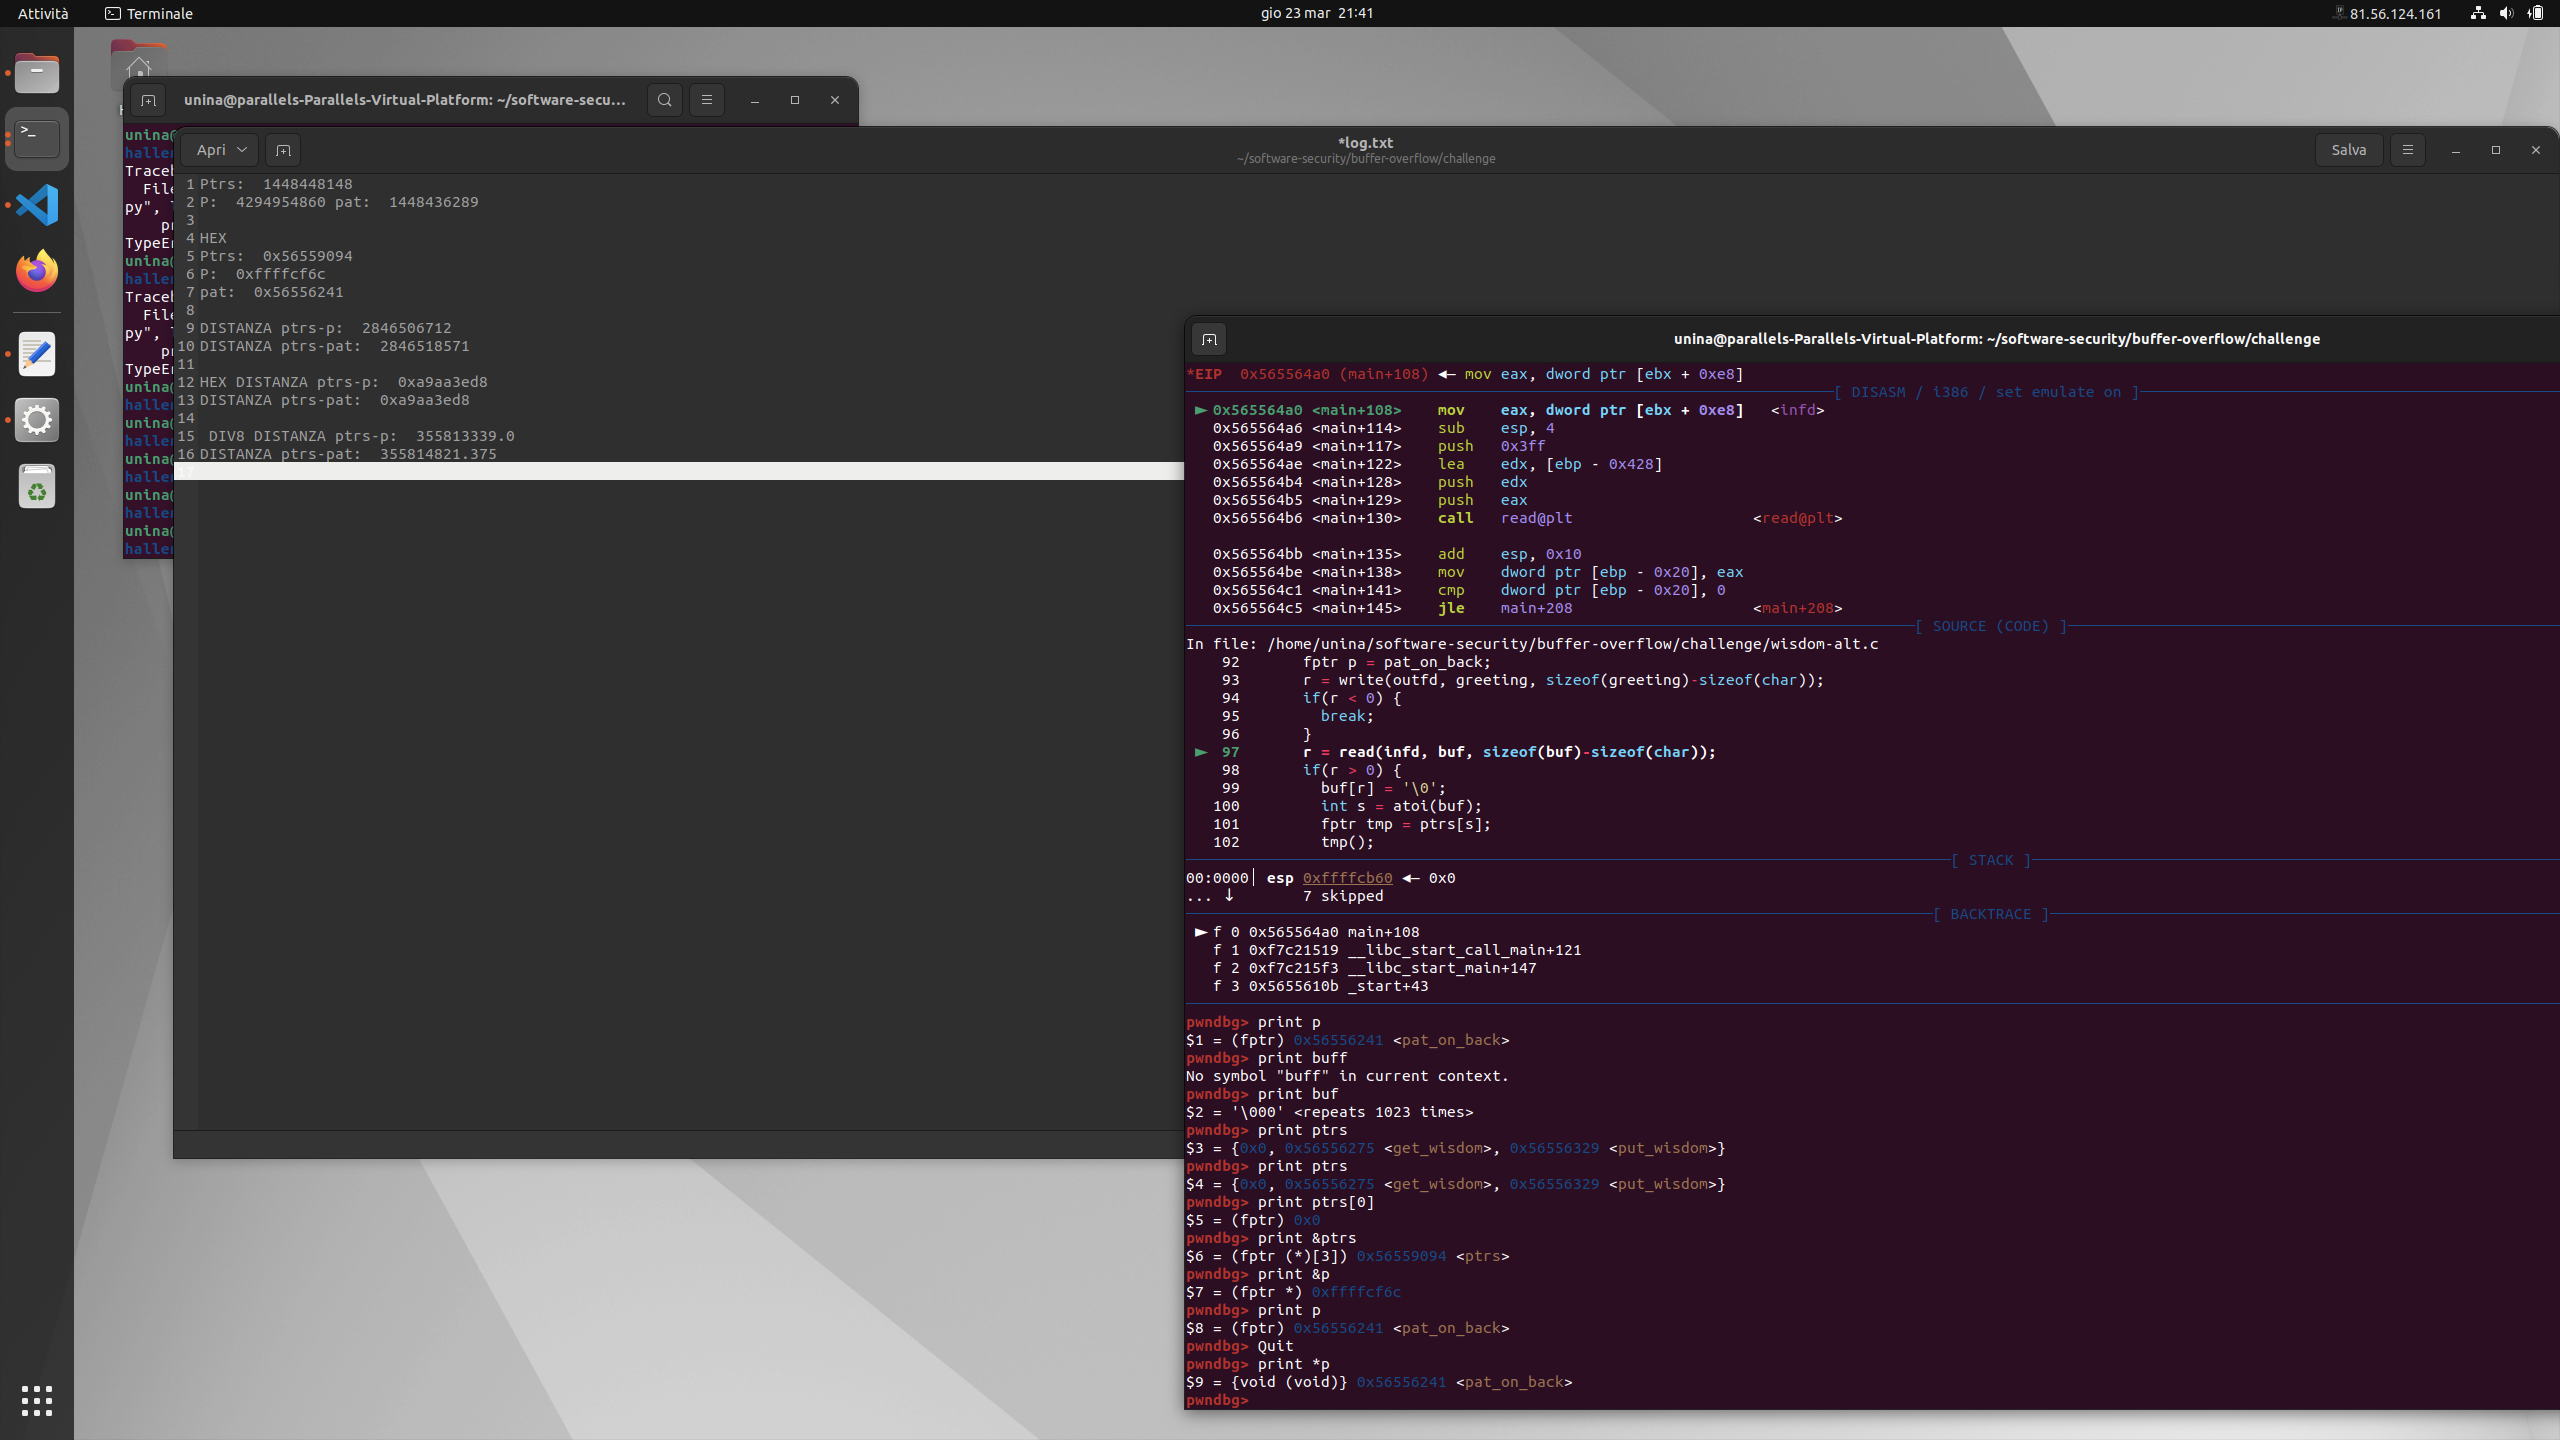 Attività
Terminale
gio 23 mar 21:41
81.56.124.161
unina@parallels-Parallels-Virtual-Platform: ~/software-secu…
unina@
haller
Traceb
File
py",
pr
TypeEr
unina@
haller
Traceb
File
py",
pr
TypeEr
unina@
haller
unina@
haller
unina@
haller
unina@
haller
unina@
haller
Apri
*log.txt
~/software-security/buffer-overflow/challenge
Salva
1 Ptrs:  1448448148
2 P:  4294954860 pat:  1448436289
3
4 HEX
5 Ptrs:  0x56559094
6 P:  0xffffcf6c
7 pat:  0x56556241
8
9 DISTANZA ptrs-p:  2846506712
10 DISTANZA ptrs-pat:  2846518571
11
12 HEX DISTANZA ptrs-p:  0xa9aa3ed8
13 DISTANZA ptrs-pat:  0xa9aa3ed8
14
15  DIV8 DISTANZA ptrs-p:  355813339.0
16 DISTANZA ptrs-pat:  355814821.375
17
unina@parallels-Parallels-Virtual-Platform: ~/software-security/buffer-overflow/challenge
*EIP  0x565564a0 (main+108) ◂— mov eax, dword ptr [ebx + 0xe8]
[ DISASM / i386 / set emulate on ]
► 0x565564a0 <main+108>    mov    eax, dword ptr [ebx + 0xe8]   <infd>
0x565564a6 <main+114>    sub    esp, 4
0x565564a9 <main+117>    push   0x3ff
0x565564ae <main+122>    lea    edx, [ebp - 0x428]
0x565564b4 <main+128>    push   edx
0x565564b5 <main+129>    push   eax
0x565564b6 <main+130>    call   read@plt                    <read@plt>
0x565564bb <main+135>    add    esp, 0x10
0x565564be <main+138>    mov    dword ptr [ebp - 0x20], eax
0x565564c1 <main+141>    cmp    dword ptr [ebp - 0x20], 0
0x565564c5 <main+145>    jle    main+208                    <main+208>
[ SOURCE (CODE) ]
In file: /home/unina/software-security/buffer-overflow/challenge/wisdom-alt.c
92       fptr p = pat_on_back;
93       r = write(outfd, greeting, sizeof(greeting)-sizeof(char));
94       if(r < 0) {
95         break;
96       }
► 97       r = read(infd, buf, sizeof(buf)-sizeof(char));
98       if(r > 0) {
99         buf[r] = '\0';
100         int s = atoi(buf);
101         fptr tmp = ptrs[s];
102         tmp();
[ STACK ]
00:0000│ esp 0xffffcb60 ◂— 0x0
... ↓        7 skipped
[ BACKTRACE ]
► f 0 0x565564a0 main+108
f 1 0xf7c21519 __libc_start_call_main+121
f 2 0xf7c215f3 __libc_start_main+147
f 3 0x5655610b _start+43
pwndbg> print p
$1 = (fptr) 0x56556241 <pat_on_back>
pwndbg> print buff
No symbol "buff" in current context.
pwndbg> print buf
$2 = '\000' <repeats 1023 times>
pwndbg> print ptrs
$3 = {0x0, 0x56556275 <get_wisdom>, 0x56556329 <put_wisdom>}
pwndbg> print ptrs
$4 = {0x0, 0x56556275 <get_wisdom>, 0x56556329 <put_wisdom>}
pwndbg> print ptrs[0]
$5 = (fptr) 0x0
pwndbg> print &ptrs
$6 = (fptr (*)[3]) 0x56559094 <ptrs>
pwndbg> print &p
$7 = (fptr *) 0xffffcf6c
pwndbg> print p
$8 = (fptr) 0x56556241 <pat_on_back>
pwndbg> Quit
pwndbg> print *p
$9 = {void (void)} 0x56556241 <pat_on_back>
pwndbg>